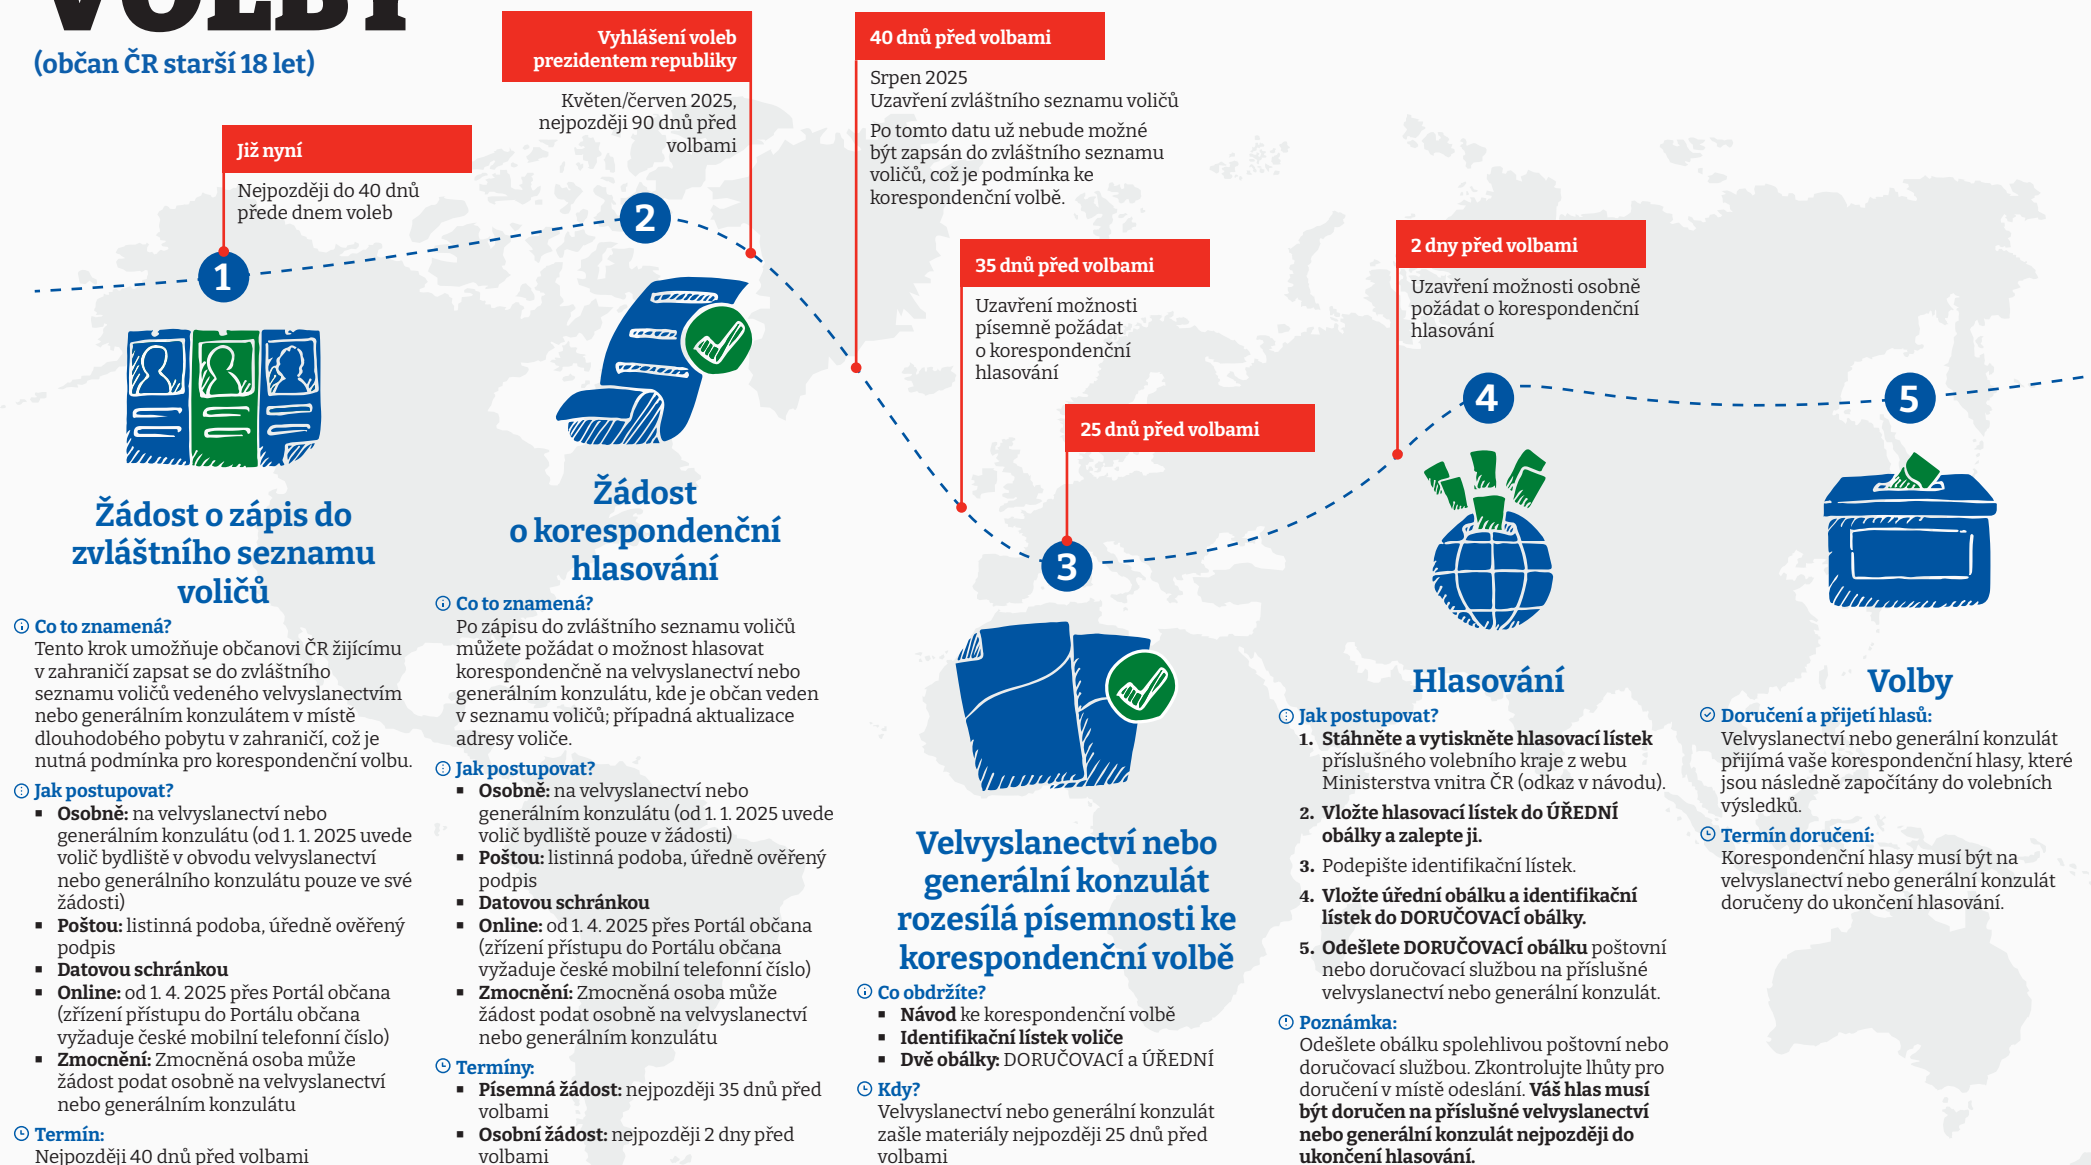 VOLBY
(občan ČR starší 18 let)
Již nyní
Nejpozději do 40 dnů
přede dnem voleb
Vyhlášení voleb
prezidentem republiky
Květen/červen 2025,
nejpozději 90 dnů před
volbami
40 dnů před volbami
Srpen 2025
Uzavření zvláštního seznamu voličů
Po tomto datu už nebude možné
být zapsán do zvláštního seznamu
voličů, což je podmínka ke
korespondenční volbě.
35 dnů před volbami
Uzavření možnosti
písemně požádat
o korespondenční
hlasování
25 dnů před volbami
2 dny před volbami
Uzavření možnosti osobně
požádat o korespondenční
hlasování
1
Žádost o zápis do
zvláštního seznamu
voličů
Co to znamená?
Tento krok umožňuje občanovi ČR žijícímu
v zahraničí zapsat se do zvláštního
seznamu voličů vedeného velvyslanectvím
nebo generálním konzulátem v místě
dlouhodobého pobytu v zahraničí, což je
nutná podmínka pro korespondenční volbu.
Jak postupovat?
▪ Osobně: na velvyslanectví nebo
generálním konzulátu (od 1. 1. 2025 uvede
volič bydliště v obvodu velvyslanectví
nebo generálního konzulátu pouze ve své
žádosti)
▪ Poštou: listinná podoba, úředně ověřený
podpis
▪ Datovou schránkou
▪ Online: od 1. 4. 2025 přes Portál občana
(zřízení přístupu do Portálu občana
vyžaduje české mobilní telefonní číslo)
▪ Zmocnění: Zmocněná osoba může
žádost podat osobně na velvyslanectví
nebo generálním konzulátu
Termín:
Nejpozději 40 dnů před volbami
2
Žádost
o korespondenční
hlasování
Co to znamená?
Po zápisu do zvláštního seznamu voličů
můžete požádat o možnost hlasovat
korespondenčně na velvyslanectví nebo
generálním konzulátu, kde je občan veden
v seznamu voličů; případná aktualizace
adresy voliče.
Jak postupovat?
▪ Osobně: na velvyslanectví nebo
generálním konzulátu (od 1. 1. 2025 uvede
volič bydliště pouze v žádosti)
▪ Poštou: listinná podoba, úředně ověřený
podpis
▪ Datovou schránkou
▪ Online: od 1. 4. 2025 přes Portál občana
(zřízení přístupu do Portálu občana
vyžaduje české mobilní telefonní číslo)
▪ Zmocnění: Zmocněná osoba může
žádost podat osobně na velvyslanectví
nebo generálním konzulátu
Termíny:
▪ Písemná žádost: nejpozději 35 dnů před
volbami
▪ Osobní žádost: nejpozději 2 dny před
volbami
3
Velvyslanectví nebo
generální konzulát
rozesílá písemnosti ke
korespondenční volbě
Co obdržíte?
▪ Návod ke korespondenční volbě
▪ Identifikační lístek voliče
▪ Dvě obálky: DORUČOVACÍ a ÚŘEDNÍ
Kdy?
Velvyslanectví nebo generální konzulát
zašle materiály nejpozději 25 dnů před
volbami
4
Hlasování
Jak postupovat?
1. Stáhněte a vytiskněte hlasovací lístek
příslušného volebního kraje z webu
Ministerstva vnitra ČR (odkaz v návodu).
2. Vložte hlasovací lístek do ÚŘEDNÍ
obálky a zalepte ji.
3. Podepište identifikační lístek.
4. Vložte úřední obálku a identifikační
lístek do DORUČOVACÍ obálky.
5. Odešlete DORUČOVACÍ obálku poštovní
nebo doručovací službou na příslušné
velvyslanectví nebo generální konzulát.
Poznámka:
Odešlete obálku spolehlivou poštovní nebo
doručovací službou. Zkontrolujte lhůty pro
doručení v místě odeslání. Váš hlas musí
být doručen na příslušné velvyslanectví
nebo generální konzulát nejpozději do
ukončení hlasování.
5
Volby
Doručení a přijetí hlasů:
Velvyslanectví nebo generální konzulát
přijímá vaše korespondenční hlasy, které
jsou následně započítány do volebních
výsledků.
Termín doručení:
Korespondenční hlasy musí být na
velvyslanectví nebo generální konzulát
doručeny do ukončení hlasování.